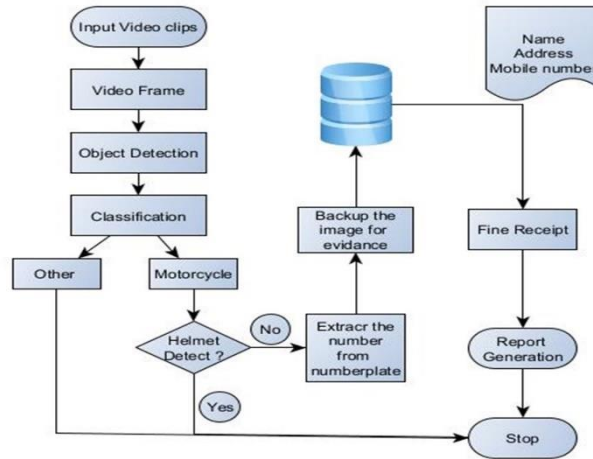 Input Video clips
Video Frame
Object Detection
Classification
Other
Motorcycle
Helmet
Detect ?
No
Yes
Extracr the
number
from
numberplate
Backup the
image for
evidance
Name
Address
Mobile number
Fine Receipt
Report
Generation
Stop